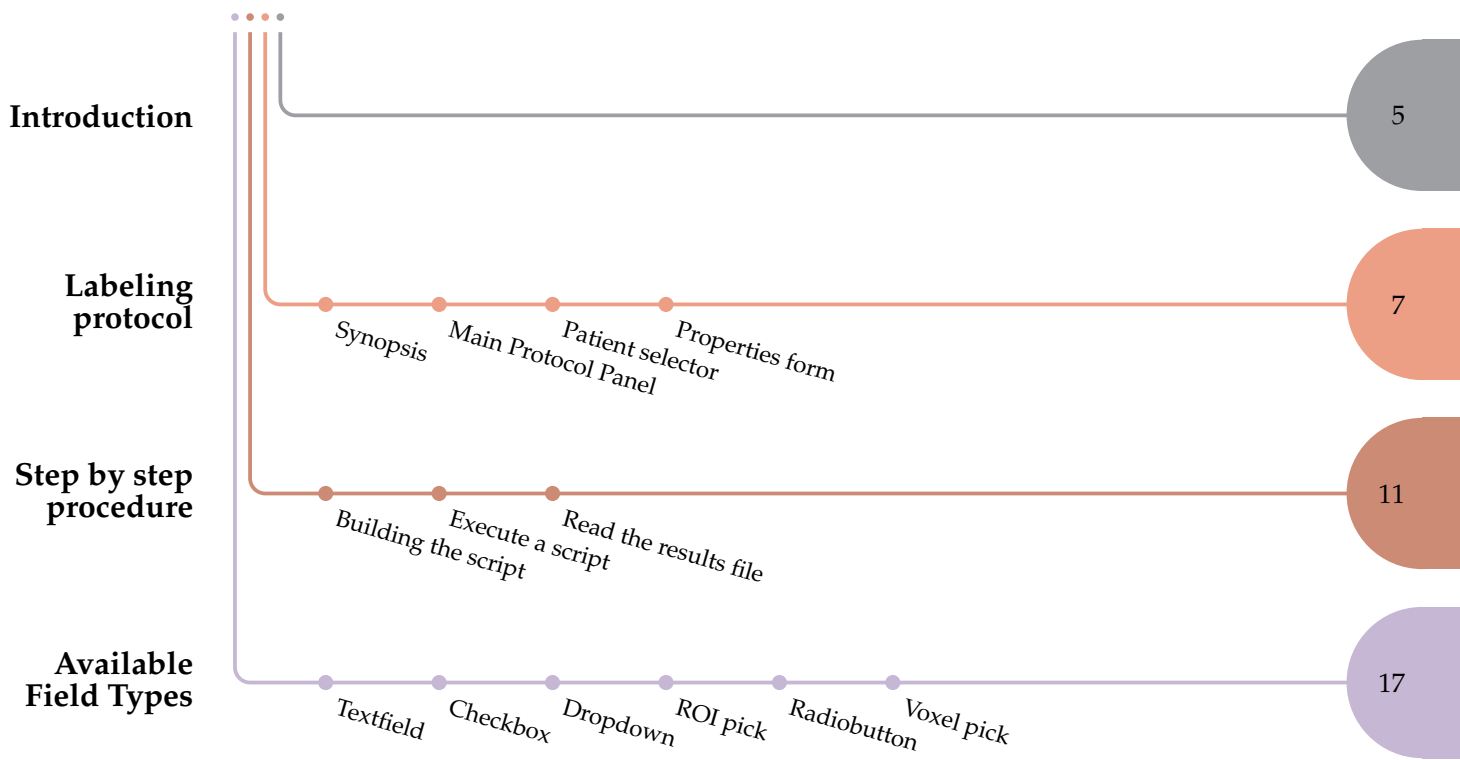 Introduction
5
Labeling
protocol
7
Synopsis
Main Protocol Panel
Patient selector
Properties form
Step by step
procedure
11
Building the script
Execute a script
Read the results file
Available
Field Types
17
Textfield
Checkbox
Dropdown
ROI pick
Radiobutton
Voxel pick